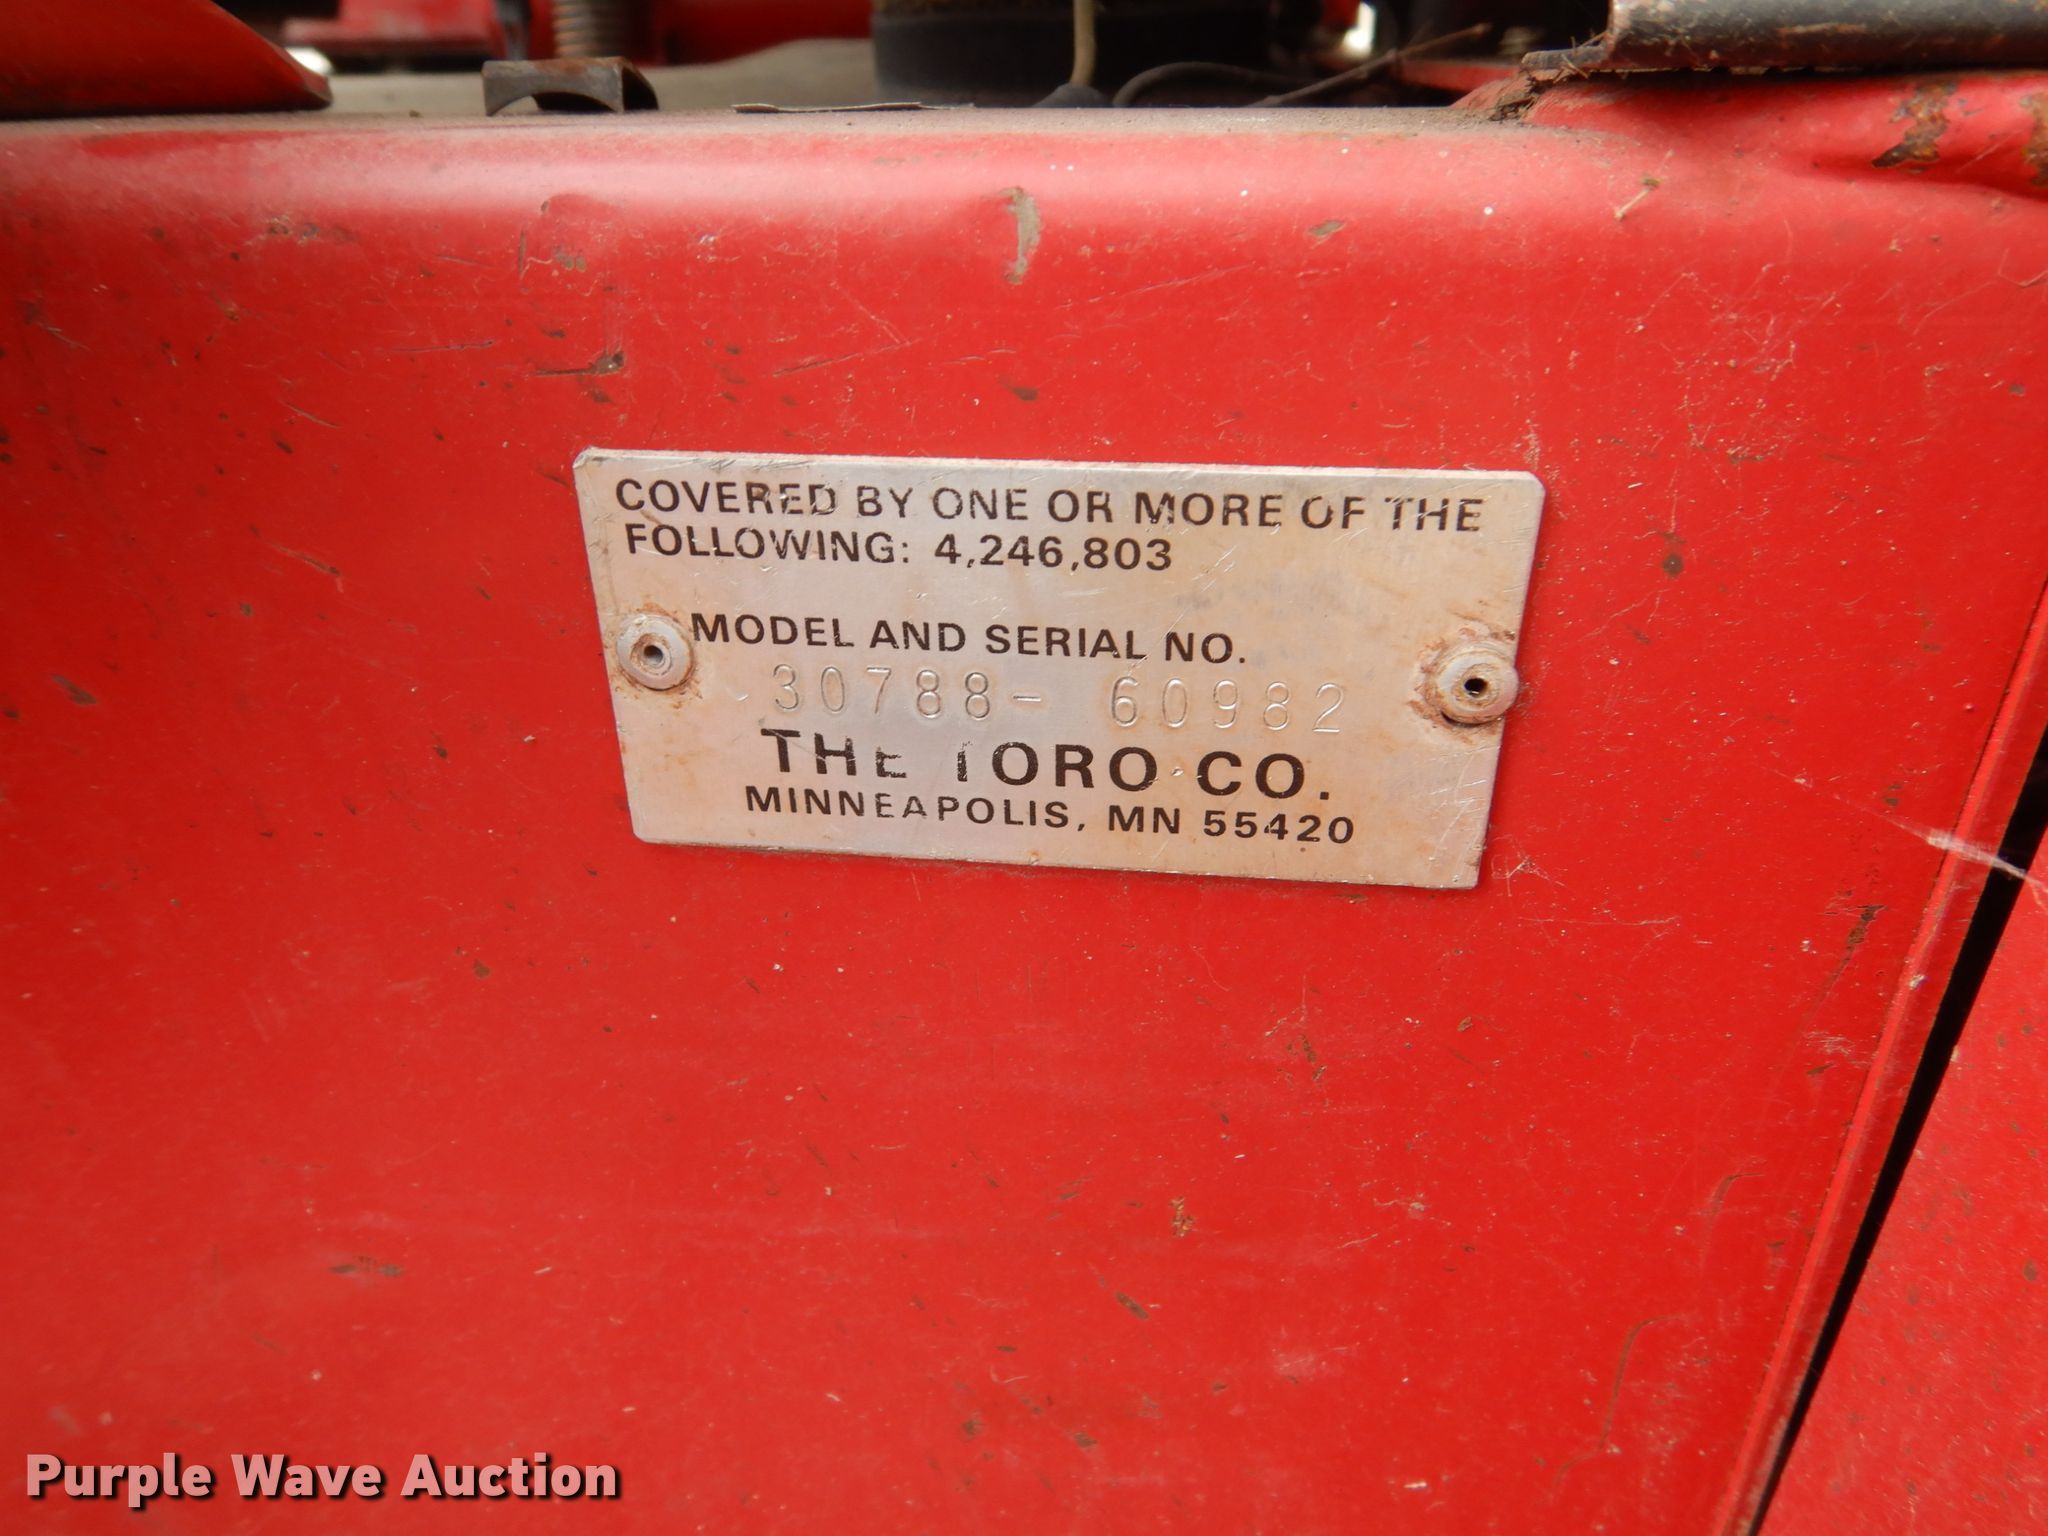 COVERED BY ONE OR MORE OF THE
FOLLOWING: 4,246,803
MODEL AND SERIAL NO.
30788- 60982
THE TORO CO.
MINNEAPOLIS, MN 55420
Purple Wave Auction